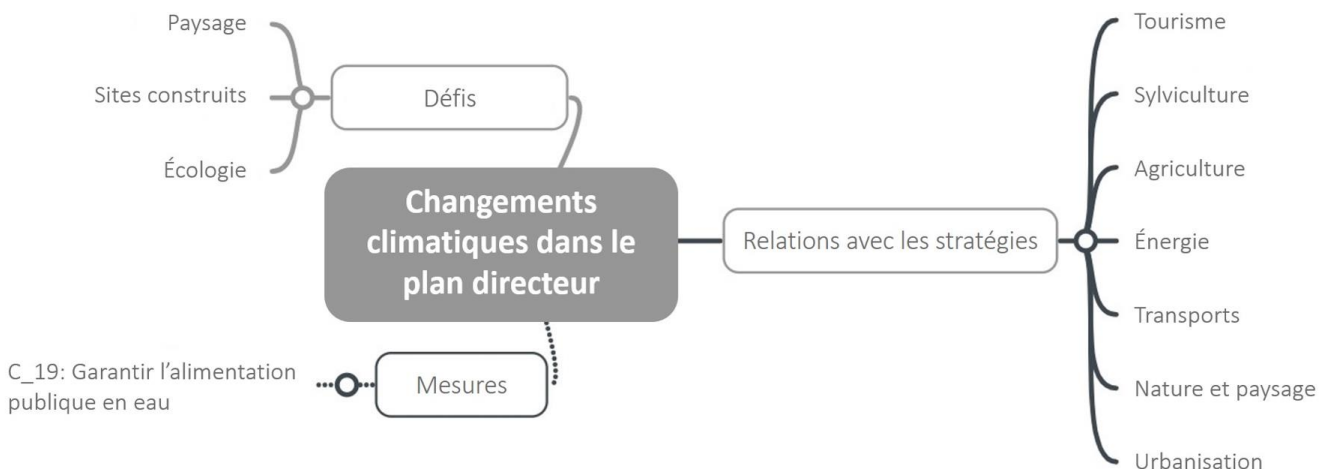 Paysage
Sites construits
Écologie
Défis
Changements
climatiques dans le
plan directeur
C_19: Garantir l’alimentation
publique en eau
Mesures
Relations avec les stratégies
Tourisme
Sylviculture
Agriculture
Énergie
Transports
Nature et paysage
Urbanisation